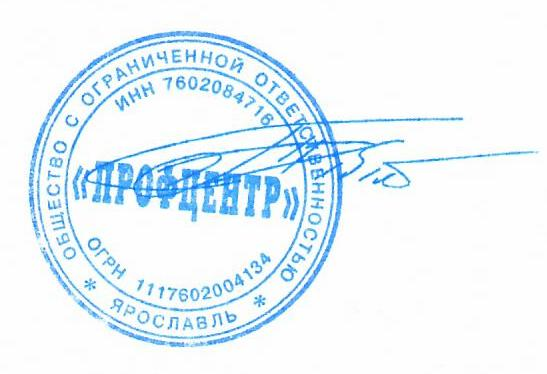 ОБЩЕСТВО С ОГРАНИЧЕННОЙ ОТВЕТСТВЕННОСТЬЮ
ИНН 7602084716
«ПРОФЦЕНТР»
ОГРН 1117602004134
* ЯРОСЛАВЛЬ *